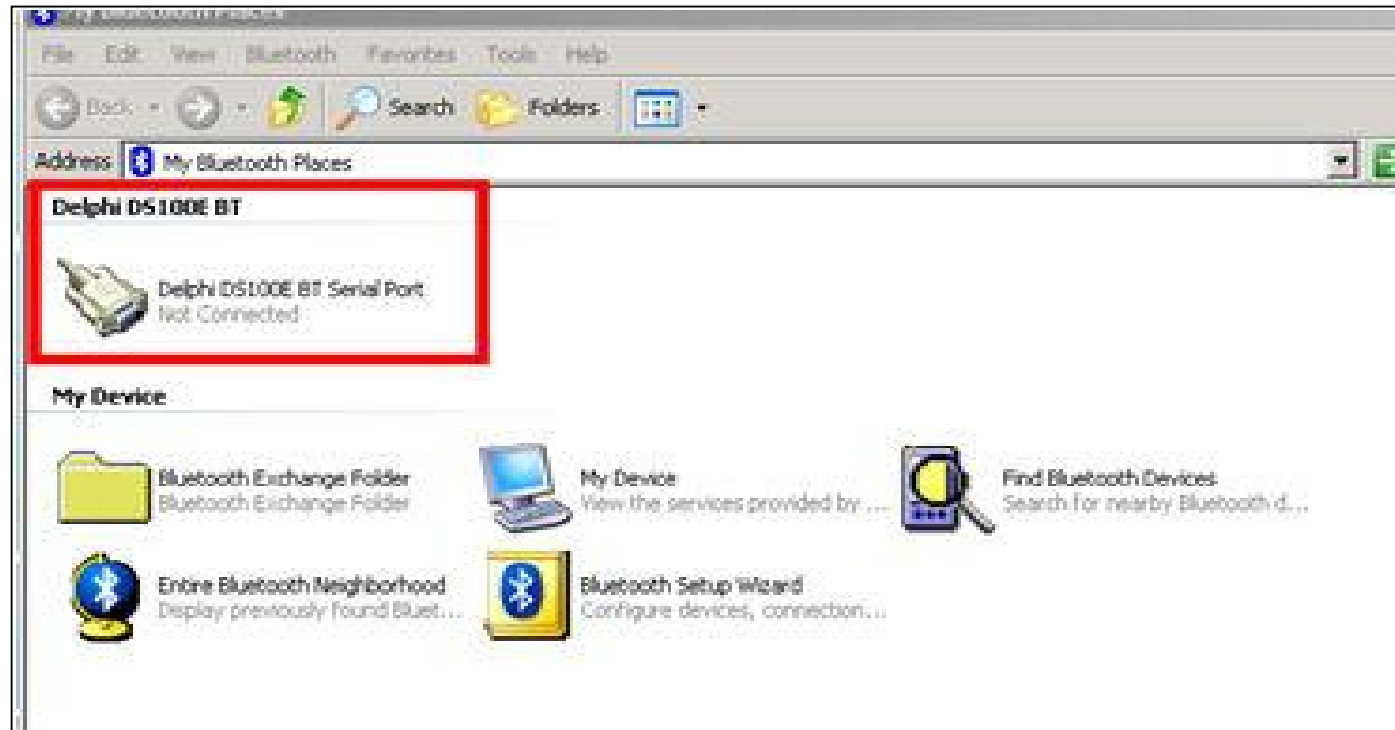 My Bluetooth Places
File Edit View Bluetooth Favorites Tools Help
Back Search Folders
Address My Bluetooth Places
Delphi DS100E BT
Delphi DS100E BT Serial Port
Not Connected
My Device
Bluetooth Exchange Folder
Bluetooth Exchange Folder
My Device
View the services provided by ...
Find Bluetooth Devices
Search for nearby Bluetooth d...
Entire Bluetooth Neighborhood
Display previously found Bluet...
Bluetooth Setup Wizard
Configure devices, connection...